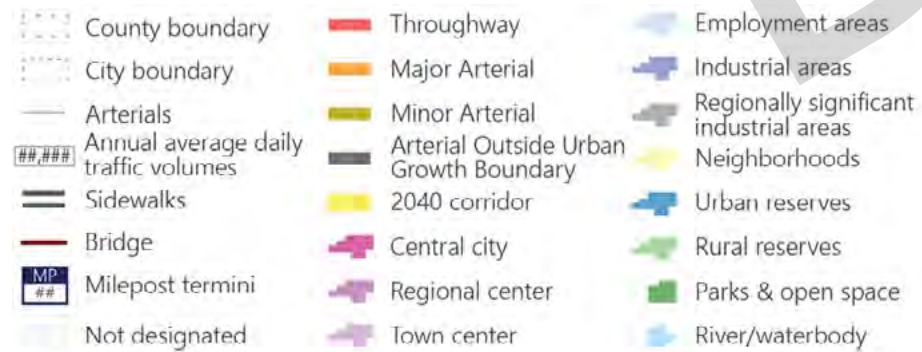 County boundary
City boundary
Arterials
##,###
Annual average daily
traffic volumes
Sidewalks
Bridge
MP
##
Milepost termini
Not designated
Throughway
Major Arterial
Minor Arterial
Arterial Outside Urban
Growth Boundary
2040 corridor
Central city
Regional center
Town center
Employment areas
Industrial areas
Regionally significant
industrial areas
Neighborhoods
Urban reserves
Rural reserves
Parks & open space
River/waterbody